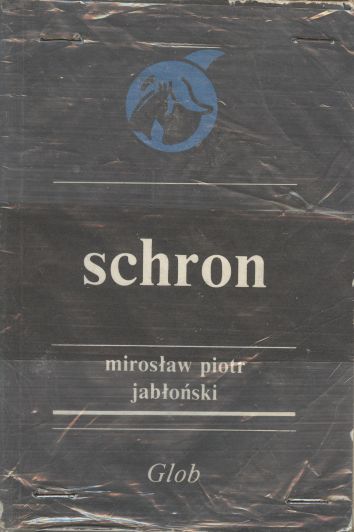 schron
mirosław piotr
jabłoński
Glob